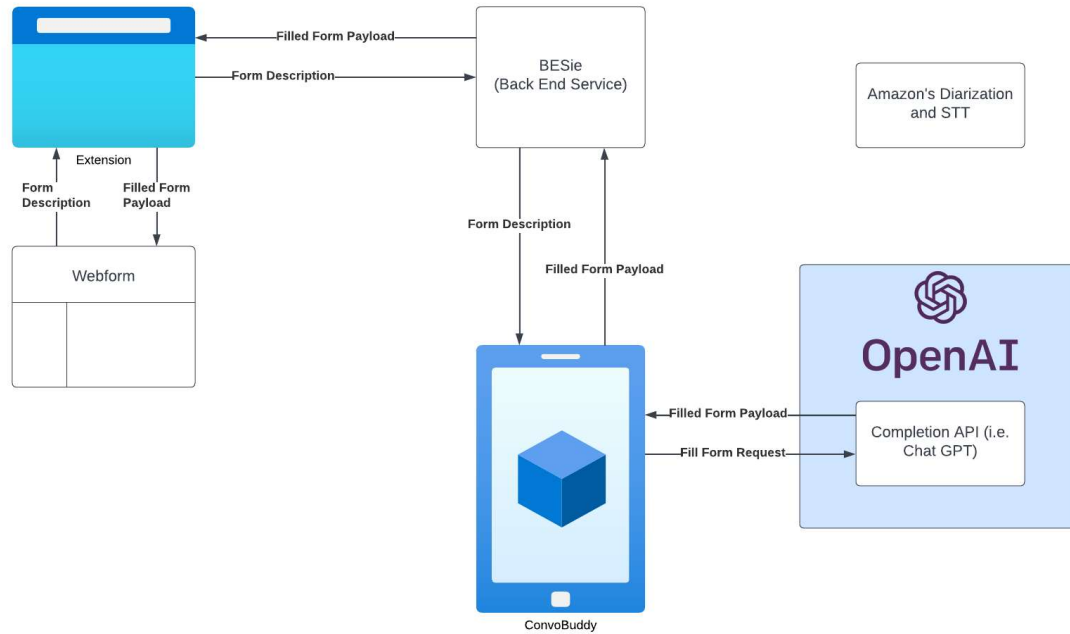 Filled Form Payload
Form Description
BESie
(Back End Service)
Amazon's Diarization
and STT
Extension
Form
Description
Filled Form
Payload
Webform
Form Description
Filled Form Payload
OpenAI
Filled Form Payload
Fill Form Request
Completion API (i.e.
Chat GPT)
ConvoBuddy